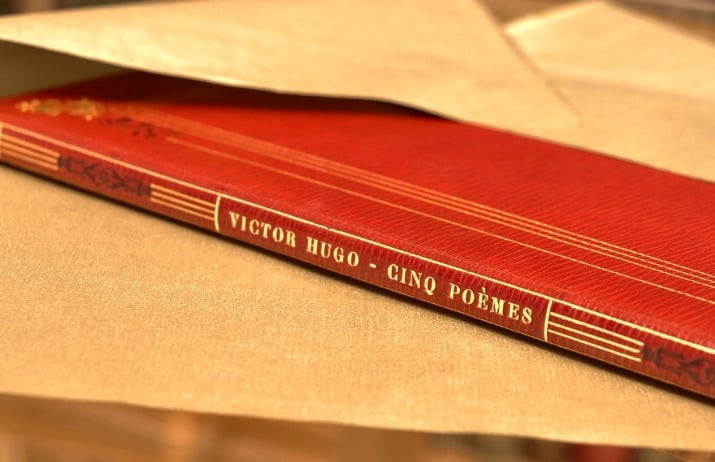 VICTOR HUGO - CINQ POÈMES